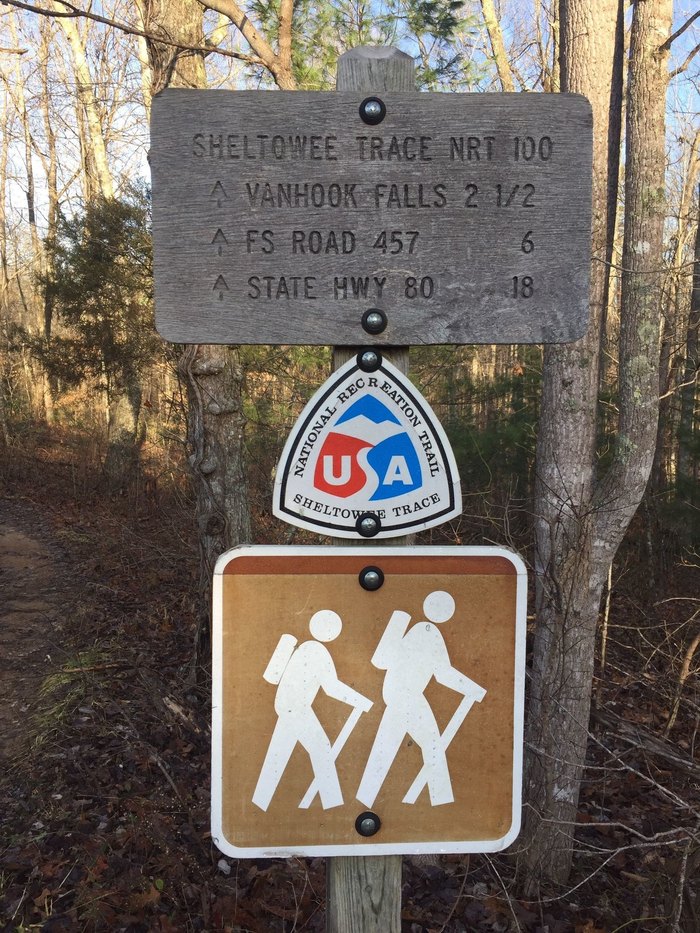 SHELTOWEE TRACE NRT 100
VANHOOK FALLS 2 1/2
FS ROAD 457 6
STATE HWY 80 18
NATIONAL RECREATION TRAIL
USA
SHELTOWEE TRACE